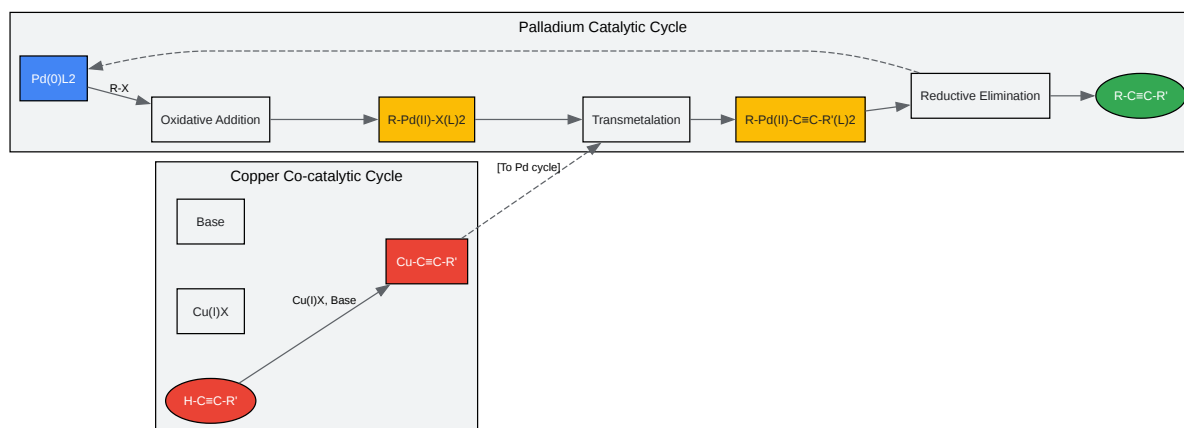 Palladium Catalytic Cycle
Pd(0)L2
R-X
Oxidative Addition
R-Pd(II)-X(L)2
Transmetalation
R-Pd(II)-C≡C-R'(L)2
Reductive Elimination
R-C≡C-R'
[To Pd cycle]
Copper Co-catalytic Cycle
Base
Cu-C≡C-R'
Cu(I)X, Base
Cu(I)X
H-C≡C-R'